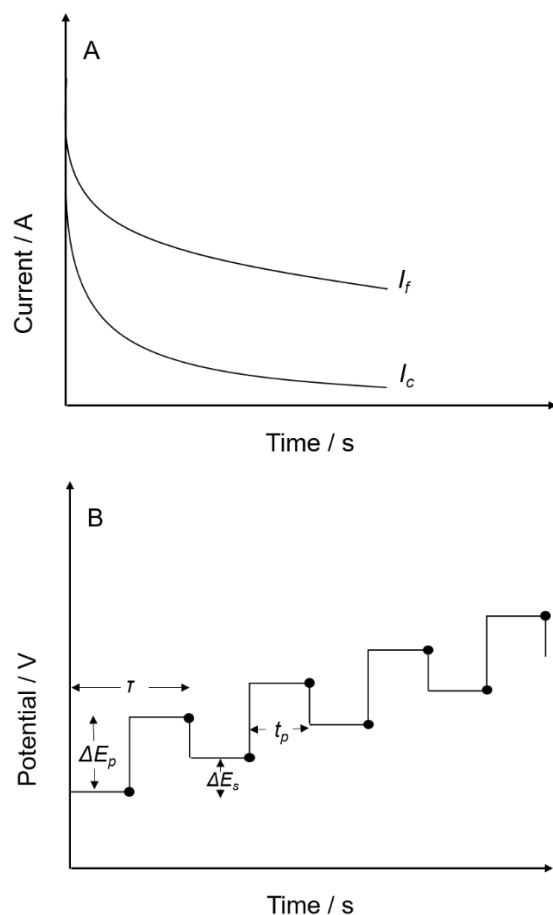 A
Current / A
I_f
I_c
Time / s
B
Potential / V
τ
ΔE_p
t_p
ΔE_s
Time / s